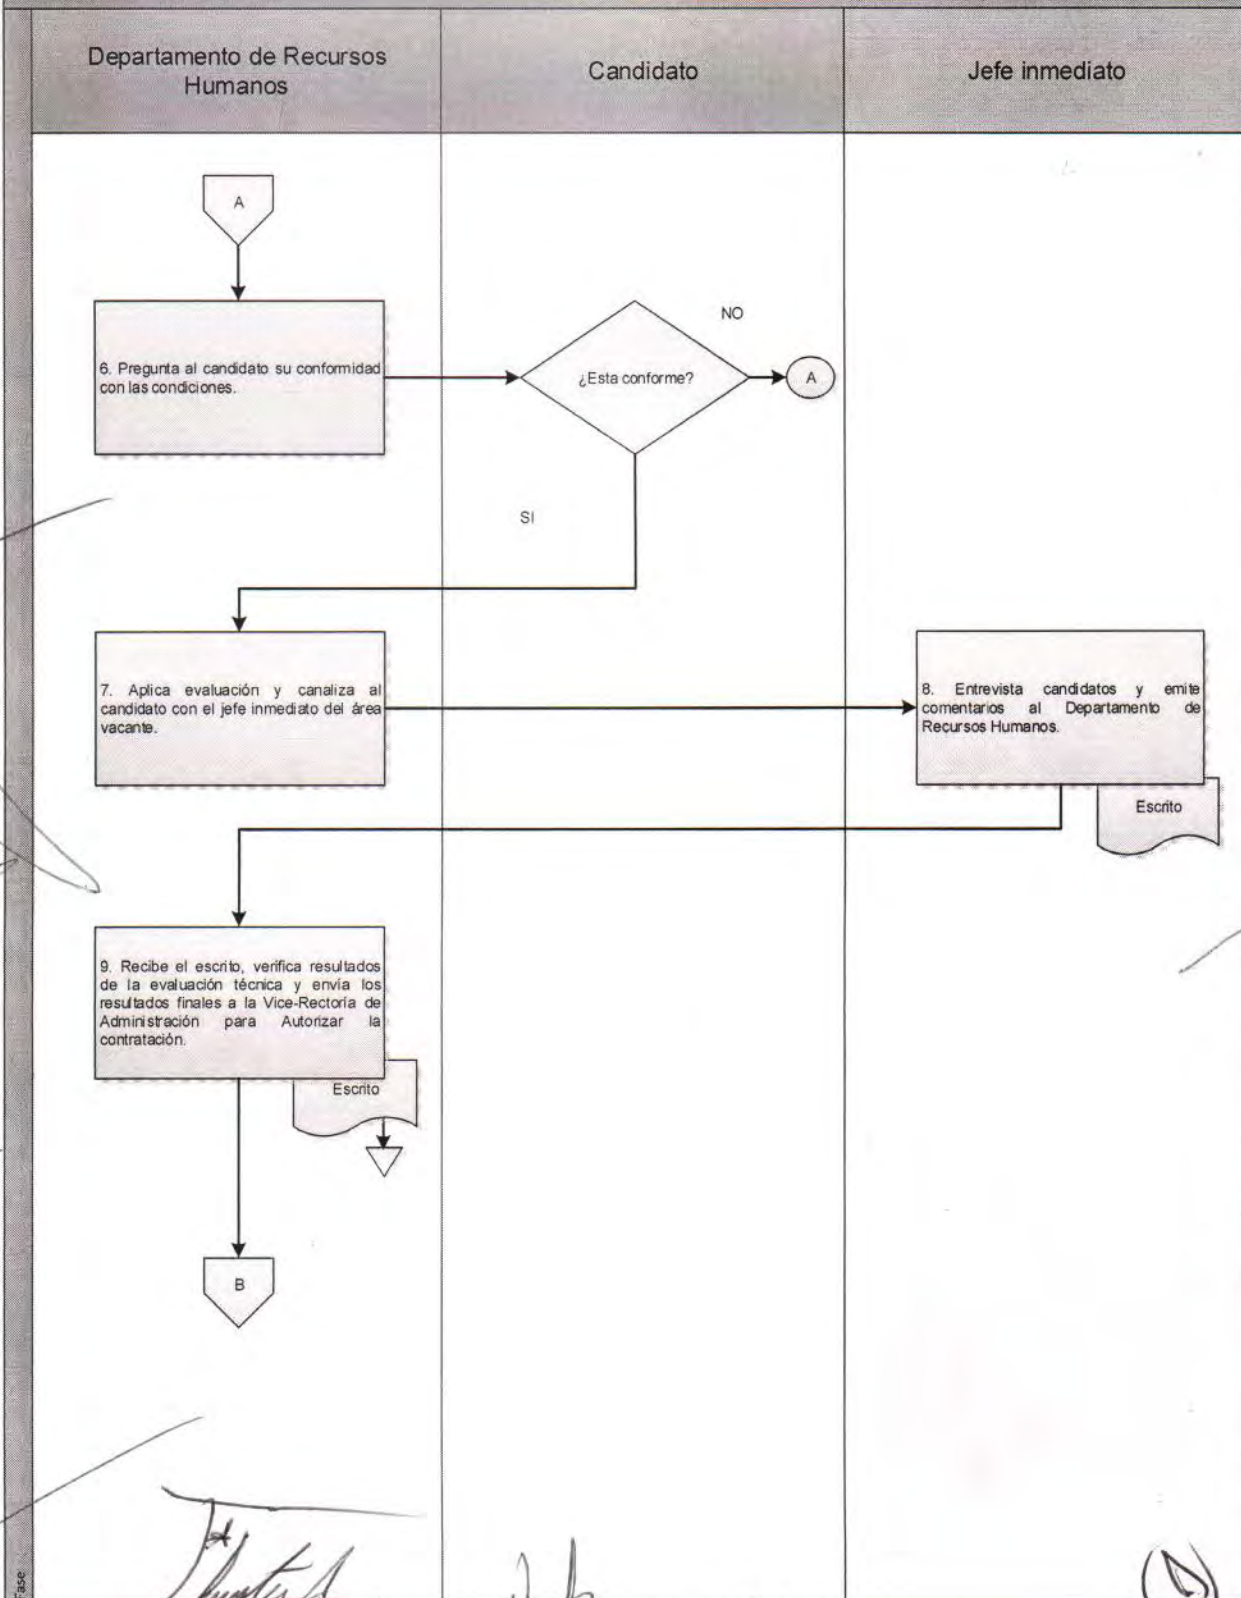 Departamento de Recursos
Humanos
Candidato
Jefe inmediato
A
6. Pregunta al candidato su conformidad
con las condiciones.
¿Esta conforme?
NO
A
SI
7. Aplica evaluación y canaliza al
candidato con el jefe inmediato del área
vacante.
8. Entrevista candidatos y emite
comentarios al Departamento de
Recursos Humanos.
Escrito
9. Recibe el escrito, verifica resultados
de la evaluación técnica y envía los
resultados finales a la Vice-Rectoría de
Administración para Autorizar la
contratación.
Escrito
B
Fase